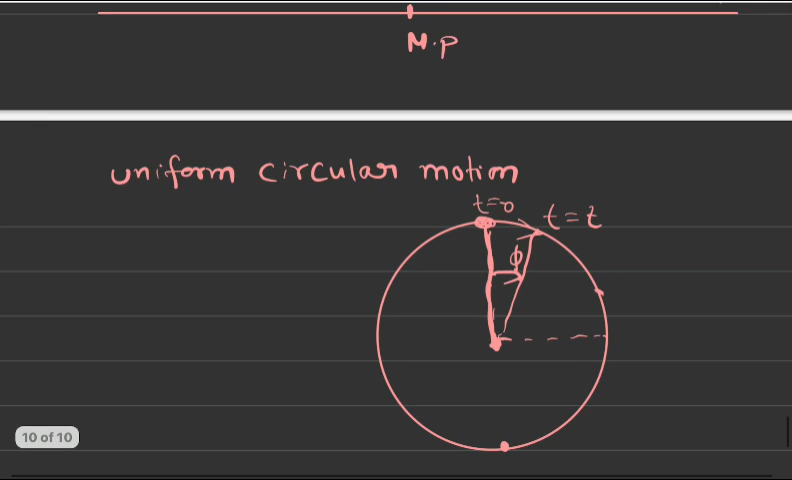 M.P
uniform circular motion
t=0
t=t
ϕ
10 of 10